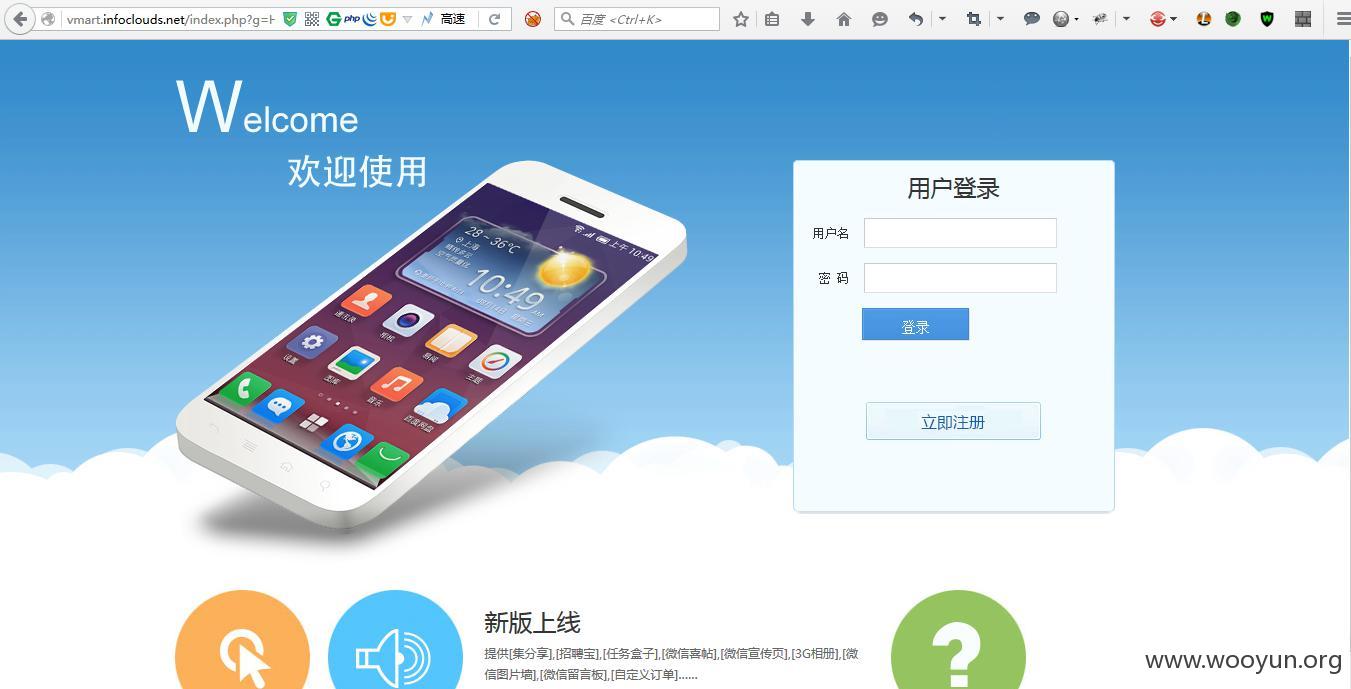 vmart.infoclouds.net/index.php?g=H
php
高速
百度 <Ctrl+K>
Welcome
欢迎使用
28 ~ 36℃
上海
上午 10:49
10:49 AM
通讯录
相机
易阅
主题
设置
图库
音乐
百度网盘
用户登录
用户名
密 码
登录
立即注册
新版上线
提供[集分享],[招聘宝],[任务盒子],[微信喜帖],[微信宣传页],[3G相册],[微
信图片墙],[微信留言板],[自定义订单]......
www.wooyun.org